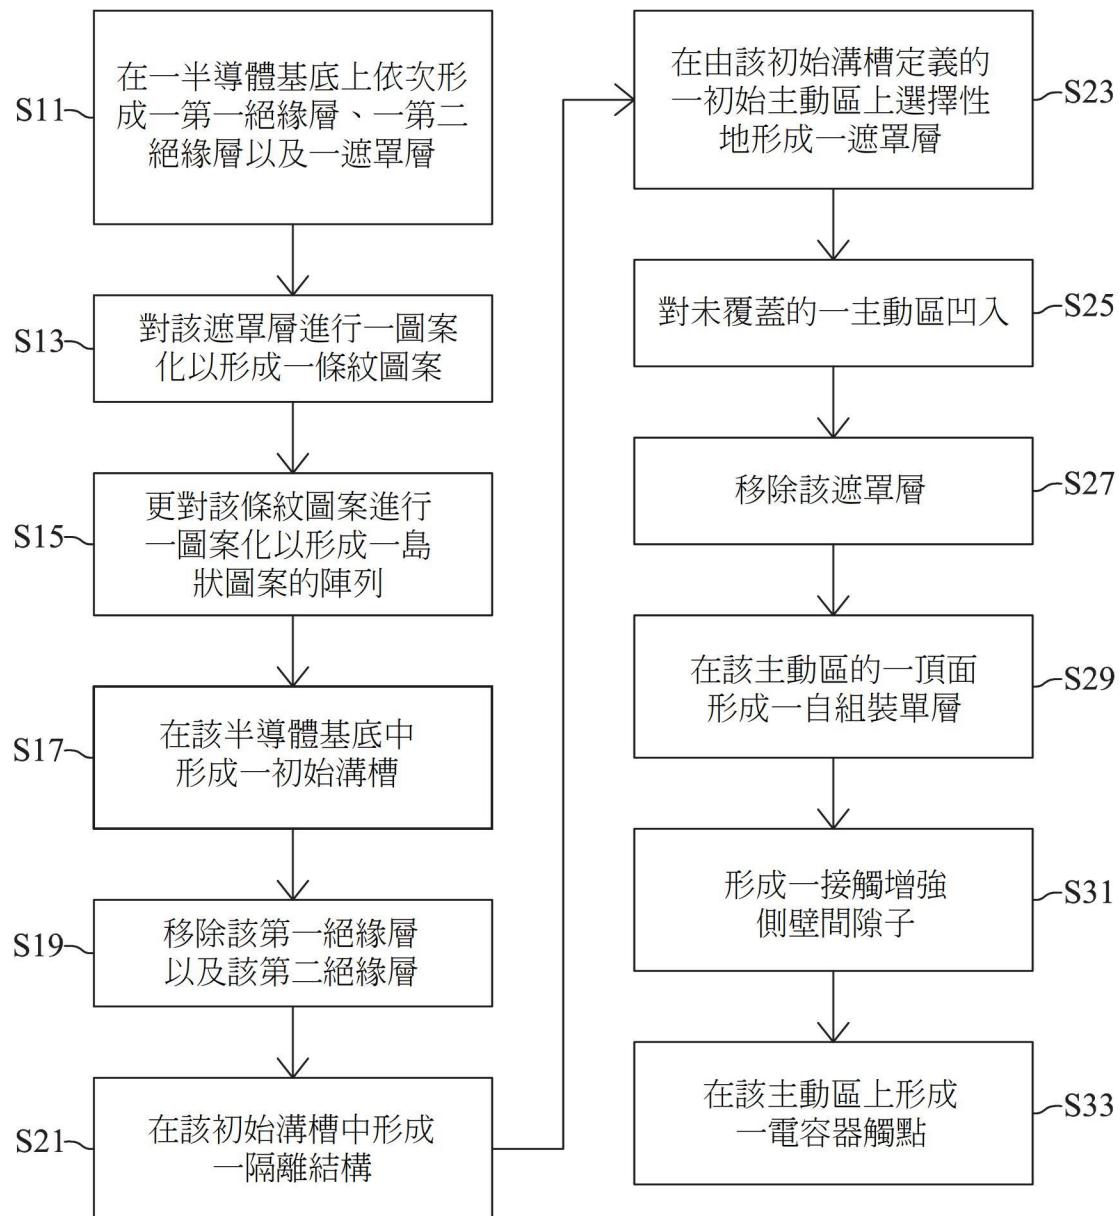 S11
在一半導體基底上依次形
成一第一絕緣層、一第二
絕緣層以及一遮罩層
S13
對該遮罩層進行一圖案
化以形成一條紋圖案
S15
更對該條紋圖案進行
一圖案化以形成一島
狀圖案的陣列
S17
在該半導體基底中
形成一初始溝槽
S19
移除該第一絕緣層
以及該第二絕緣層
S21
在該初始溝槽中形成
一隔離結構
在由該初始溝槽定義的
一初始主動區上選擇性
地形成一遮罩層
S23
對未覆蓋的一主動區凹入
S25
移除該遮罩層
S27
在該主動區的一頂面
形成一自組裝單層
S29
形成一接觸增強
側壁間隙子
S31
在該主動區上形成
一電容器觸點
S33